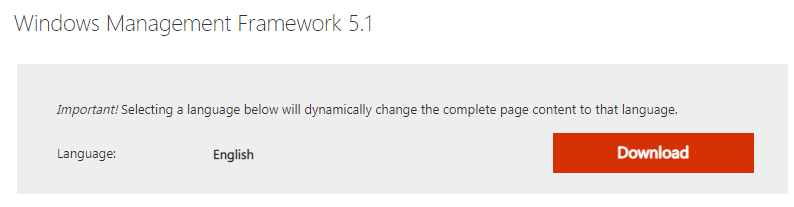 Windows Management Framework 5.1
Important! Selecting a language below will dynamically change the complete page content to that language.
Language: English Download